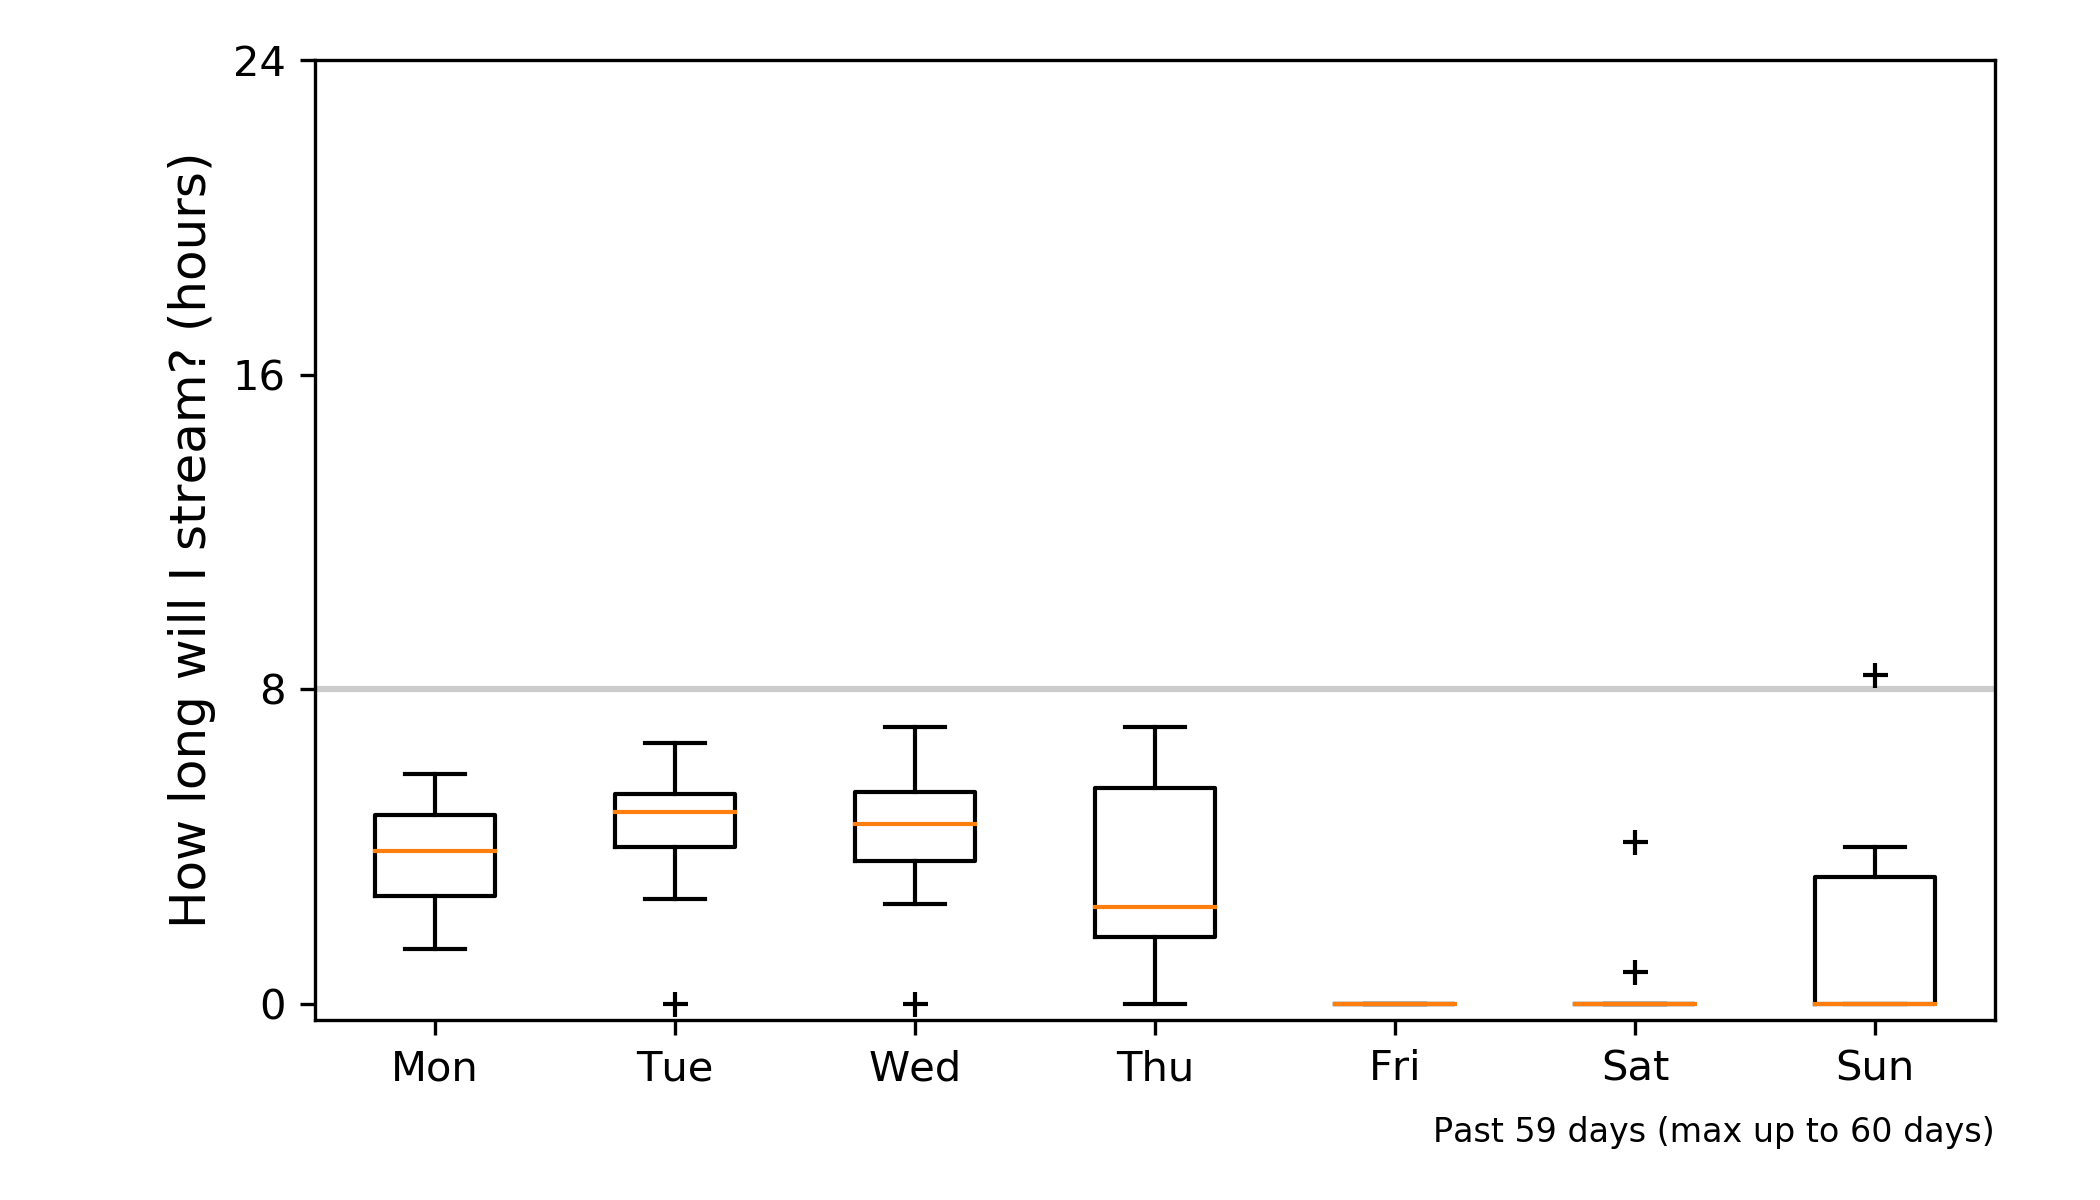 24
16
8
0
How long will I stream? (hours)
Mon Tue Wed Thu Fri Sat Sun
Past 59 days (max up to 60 days)